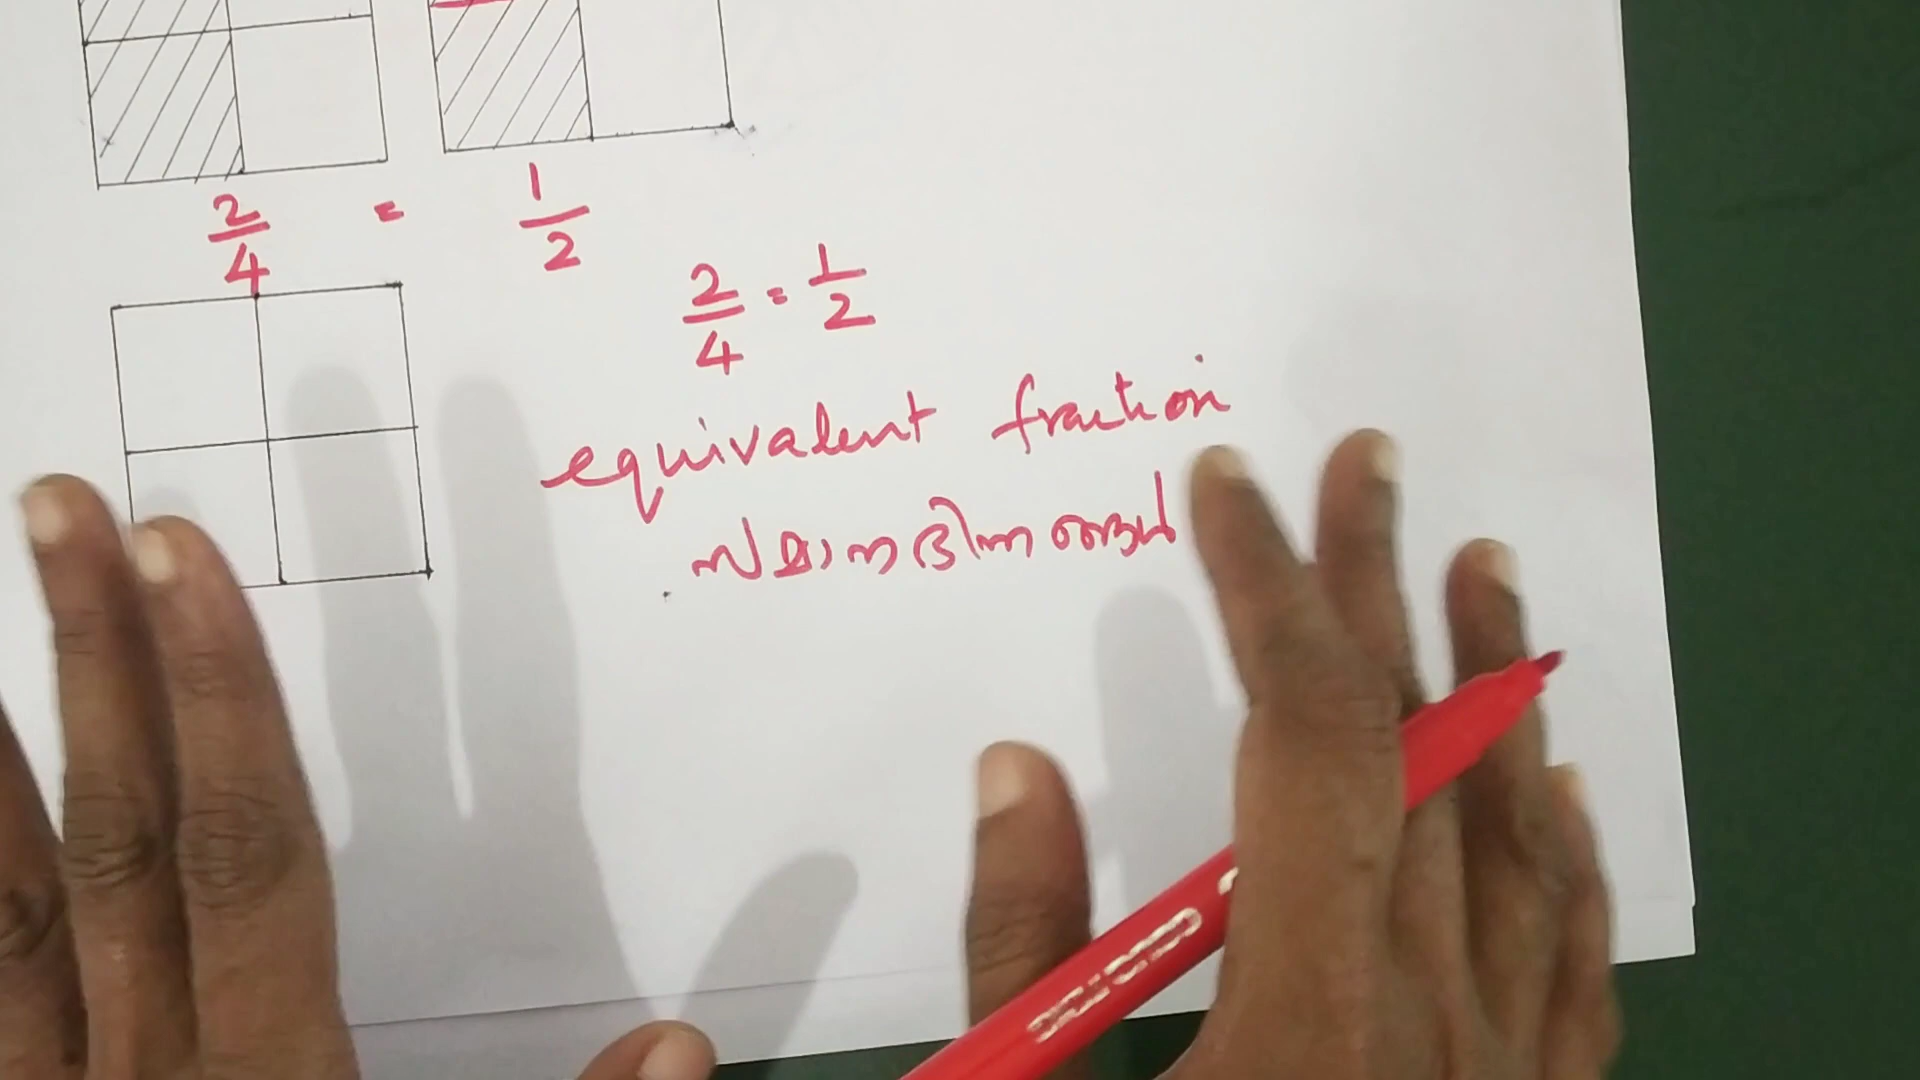 2/4 = 1/2
2/4 = 1/2
equivalent fraction
സമാനഭിന്നങ്ങൾ